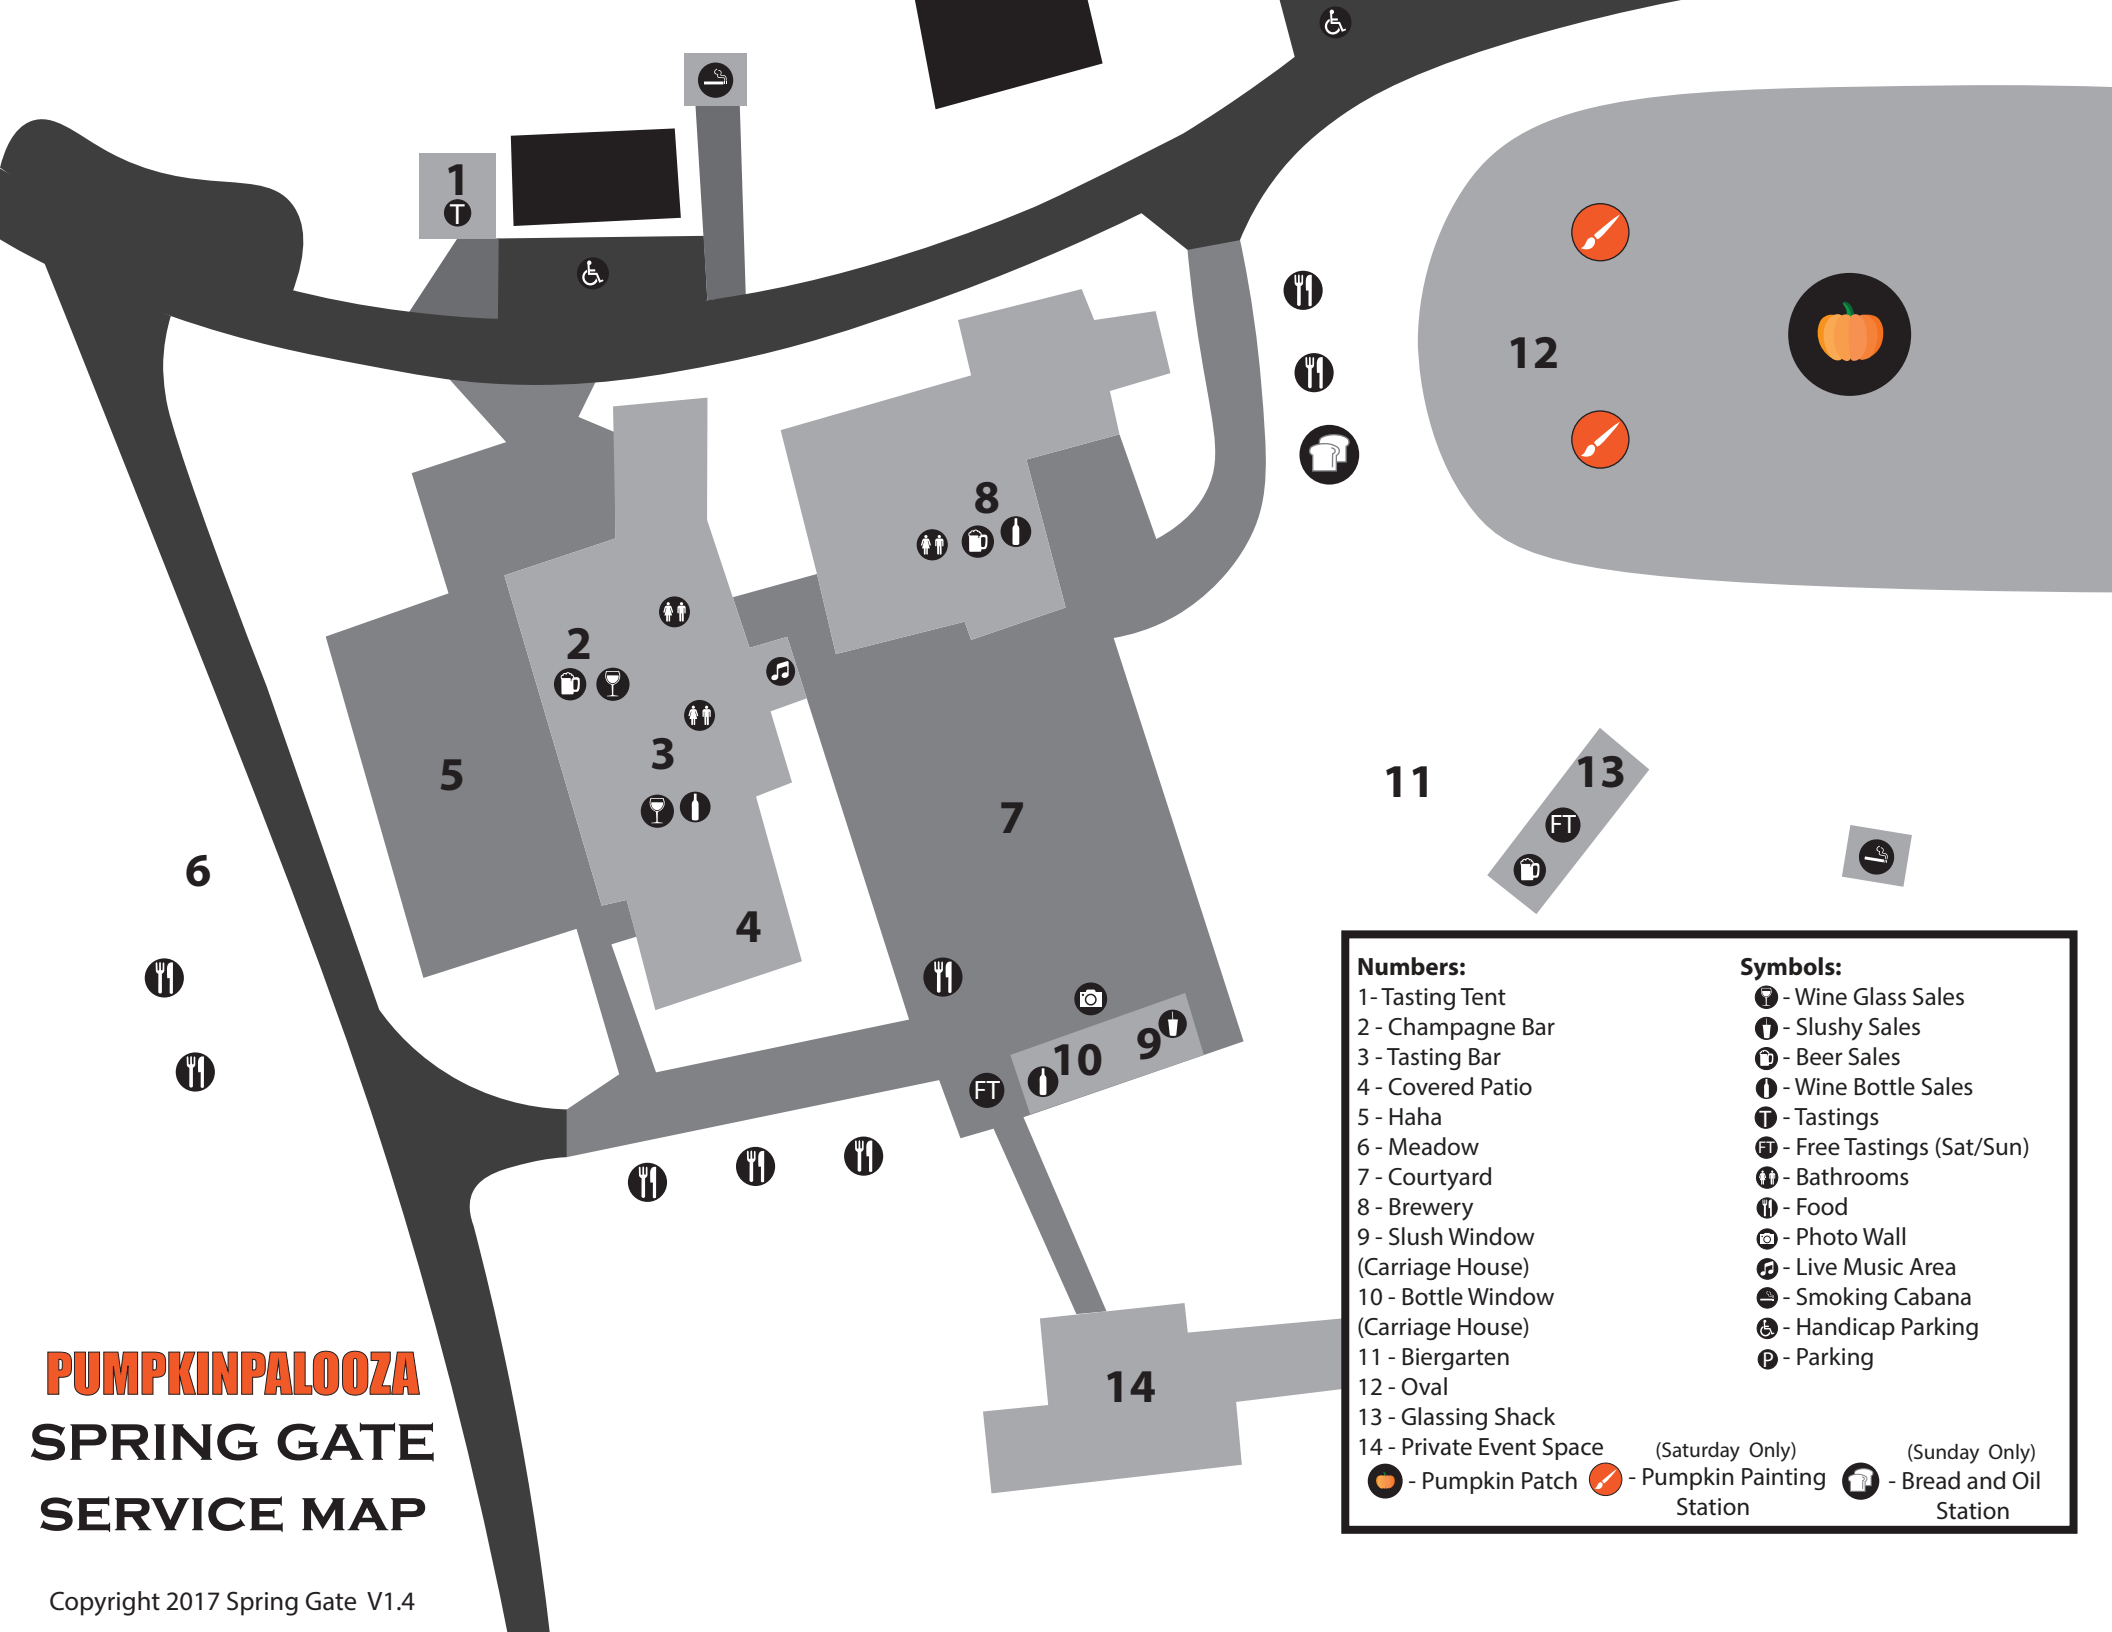 1
T
12
8
2
3
5
7
11
13
FT
6
4
9
10
FT
14
Numbers:
1- Tasting Tent
2 - Champagne Bar
3 - Tasting Bar
4 - Covered Patio
5 - Haha
6 - Meadow
7 - Courtyard
8 - Brewery
9 - Slush Window
(Carriage House)
10 - Bottle Window
(Carriage House)
11 - Biergarten
12 - Oval
13 - Glassing Shack
14 - Private Event Space
- Pumpkin Patch
(Saturday Only)
- Pumpkin Painting
Station
(Sunday Only)
- Bread and Oil
Station
Symbols:
- Wine Glass Sales
- Slushy Sales
- Beer Sales
- Wine Bottle Sales
T - Tastings
FT - Free Tastings (Sat/Sun)
- Bathrooms
- Food
- Photo Wall
- Live Music Area
- Smoking Cabana
- Handicap Parking
P - Parking
PUMPKINPALOOZA
SPRING GATE
SERVICE MAP
Copyright 2017 Spring Gate V1.4